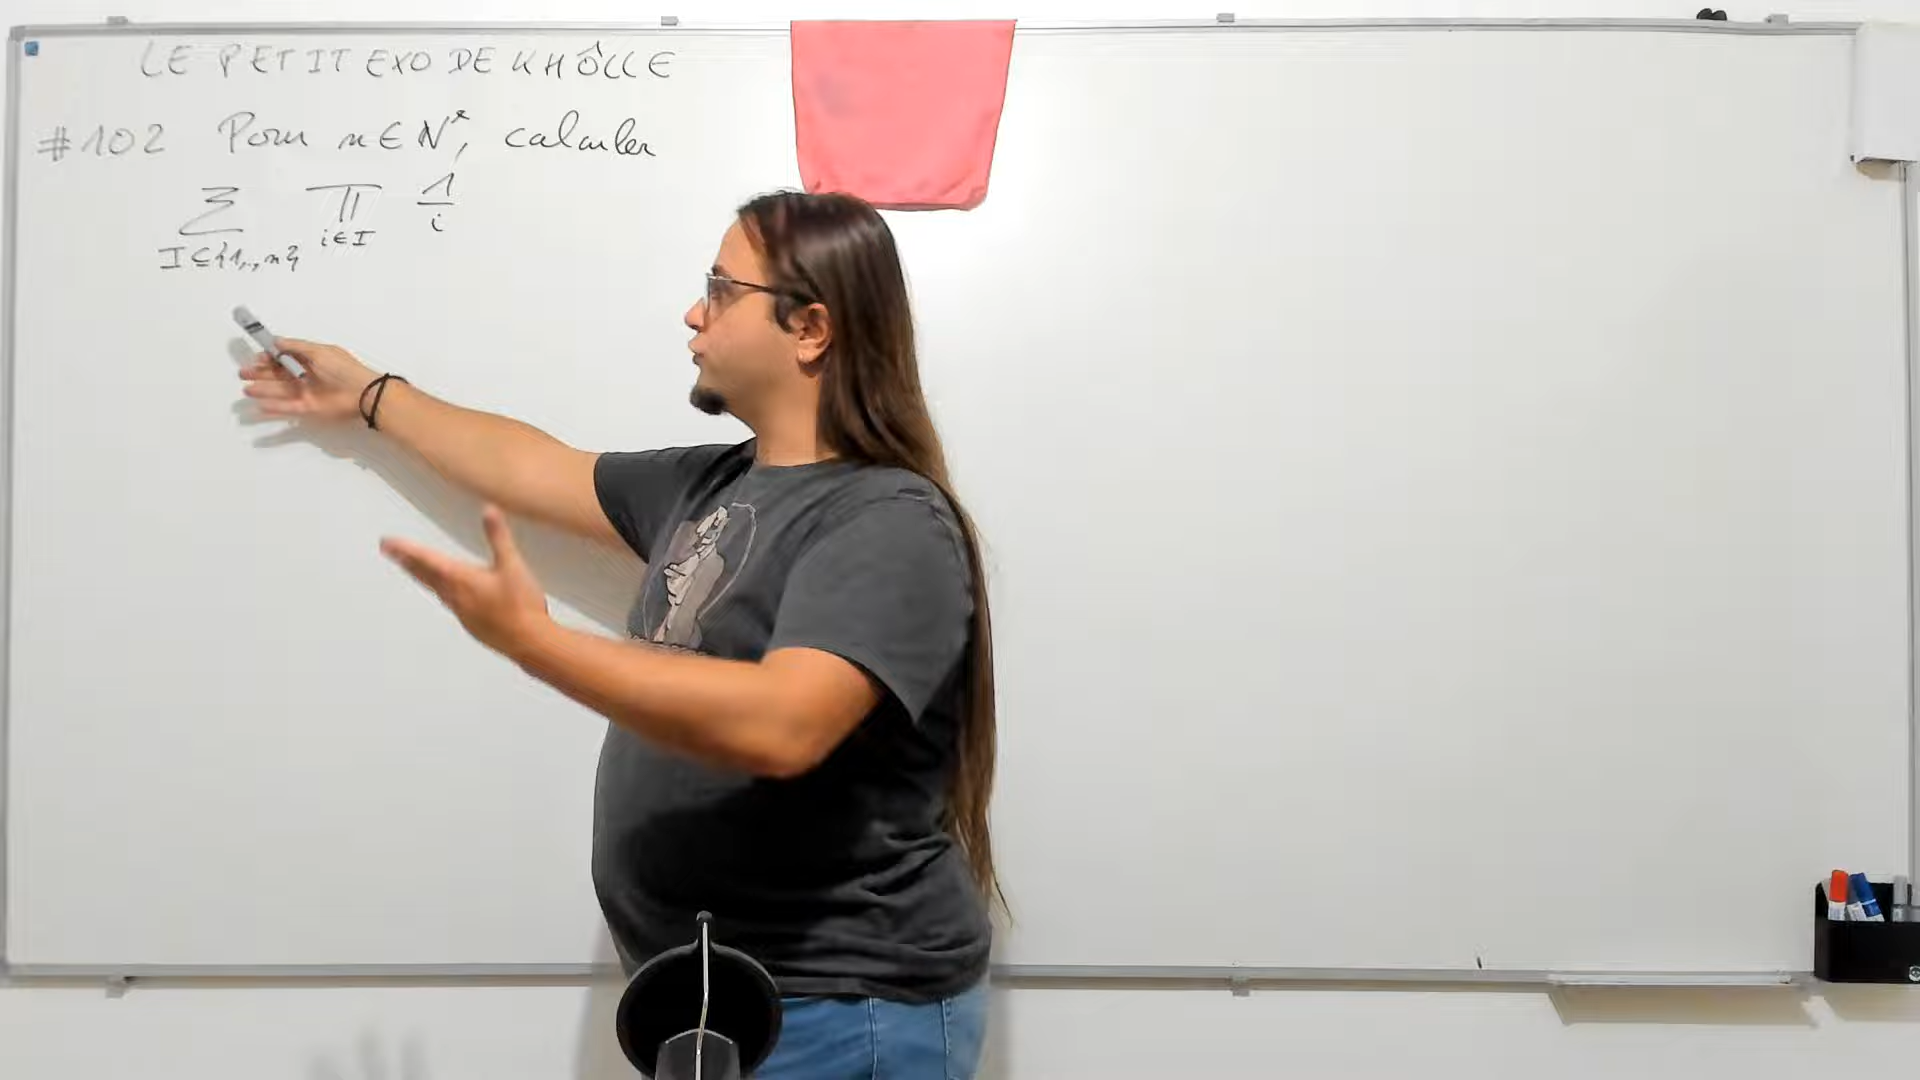 LE PETIT EXO DE KHÔLLE
#102 Pour n∈N*, calculer
∑ ∏ 1/i
I⊆{1,..,n} i∈I